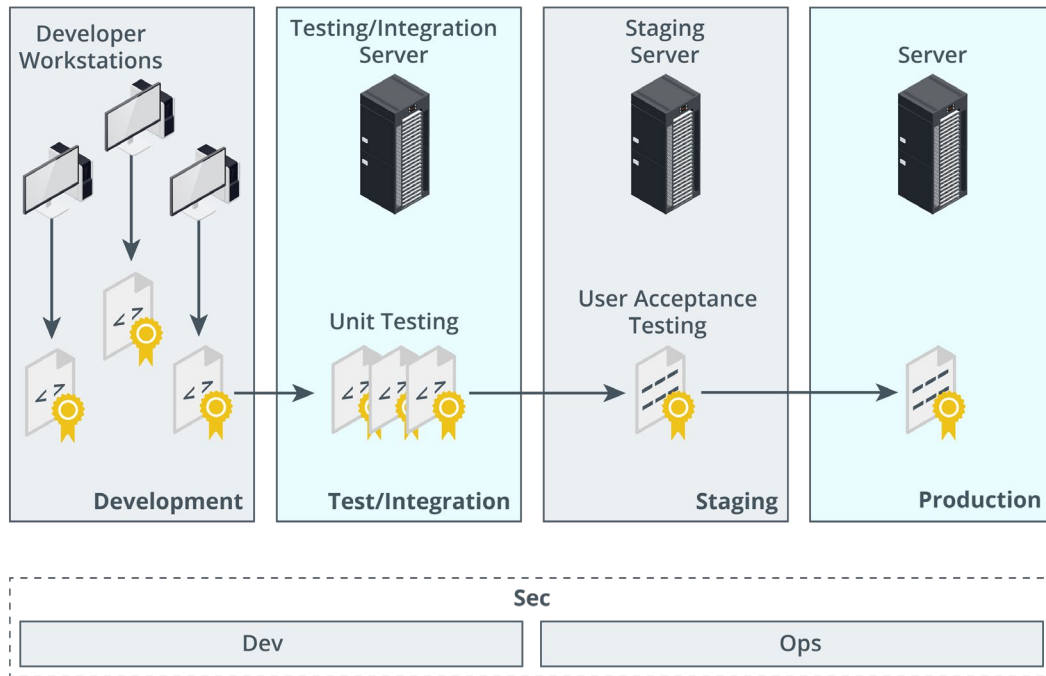 Developer
Workstations
Testing/Integration
Server
Staging
Server
Server
Unit Testing
User Acceptance
Testing
Development
Test/Integration
Staging
Production
Sec
Dev
Ops